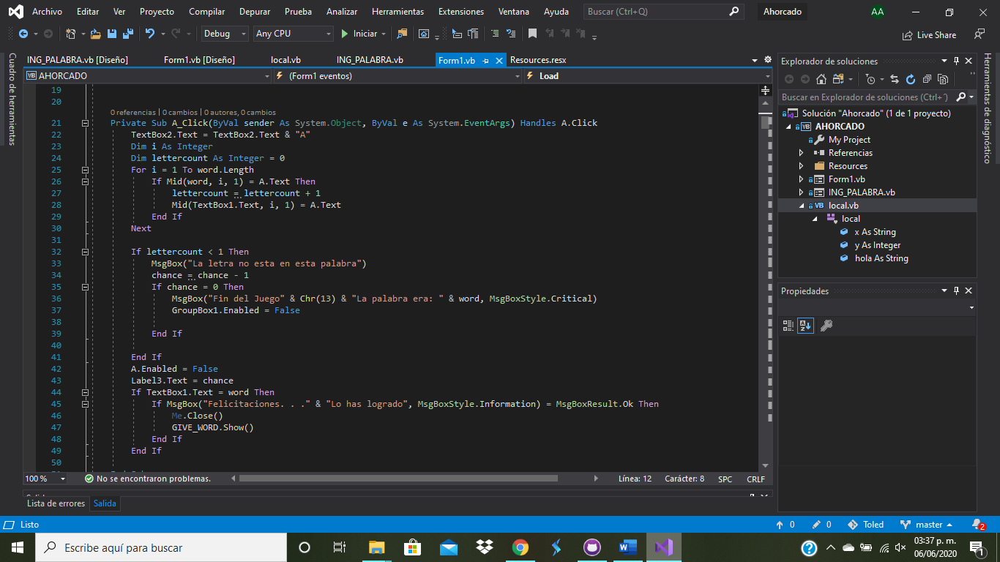 Archivo Editar Ver Proyecto Compilar Depurar Prueba Analizar Herramientas Extensiones Ventana Ayuda Buscar (Ctrl+Q) Ahorcado AA
Debug Any CPU Iniciar Live Share
Cuadro de herramientas
ING_PALABRA.vb [Diseño] Form1.vb [Diseño] local.vb ING_PALABRA.vb Form1.vb Resources.resx
VB AHORCADO (Form1 eventos) Load
19
20
0 referencias | 0 cambios | 0 autores, 0 cambios
21 Private Sub A_Click(ByVal sender As System.Object, ByVal e As System.EventArgs) Handles A.Click
22 TextBox2.Text = TextBox2.Text & "A"
23 Dim i As Integer
24 Dim lettercount As Integer = 0
25 For i = 1 To word.Length
26 If Mid(word, i, 1) = A.Text Then
27 lettercount = lettercount + 1
28 Mid(TextBox1.Text, i, 1) = A.Text
29 End If
30 Next
31
32 If lettercount < 1 Then
33 MsgBox("La letra no esta en esta palabra")
34 chance = chance - 1
35 If chance = 0 Then
36 MsgBox("Fin del Juego" & Chr(13) & "La palabra era: " & word, MsgBoxStyle.Critical)
37 GroupBox1.Enabled = False
38
39 End If
40
41 End If
42 A.Enabled = False
43 Label3.Text = chance
44 If TextBox1.Text = word Then
45 If MsgBox("Felicitaciones. . ." & "Lo has logrado", MsgBoxStyle.Information) = MsgBoxResult.Ok Then
46 Me.Close()
47 GIVE_WORD.Show()
48 End If
49 End If
50
100 % No se encontraron problemas. Línea: 12 Carácter: 8 SPC CRLF
Lista de errores Salida
Explorador de soluciones
Buscar en Explorador de soluciones (Ctrl+')
Solución "Ahorcado" (1 de 1 proyecto)
VB AHORCADO
My Project
Referencias
Resources
Form1.vb
ING_PALABRA.vb
VB local.vb
local
x As String
y As Integer
hola As String
Propiedades
Herramientas de diagnóstico
Listo 0 0 Toled master 2
Escribe aquí para buscar 03:37 p. m.
06/06/2020 1